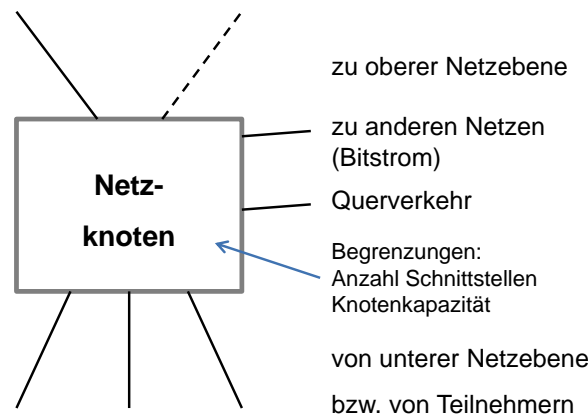 zu oberer Netzebene
zu anderen Netzen
(Bitstrom)
Netz-
knoten
Querverkehr
Begrenzungen:
Anzahl Schnittstellen
Knotenkapazität
von unterer Netzebene
bzw. von Teilnehmern